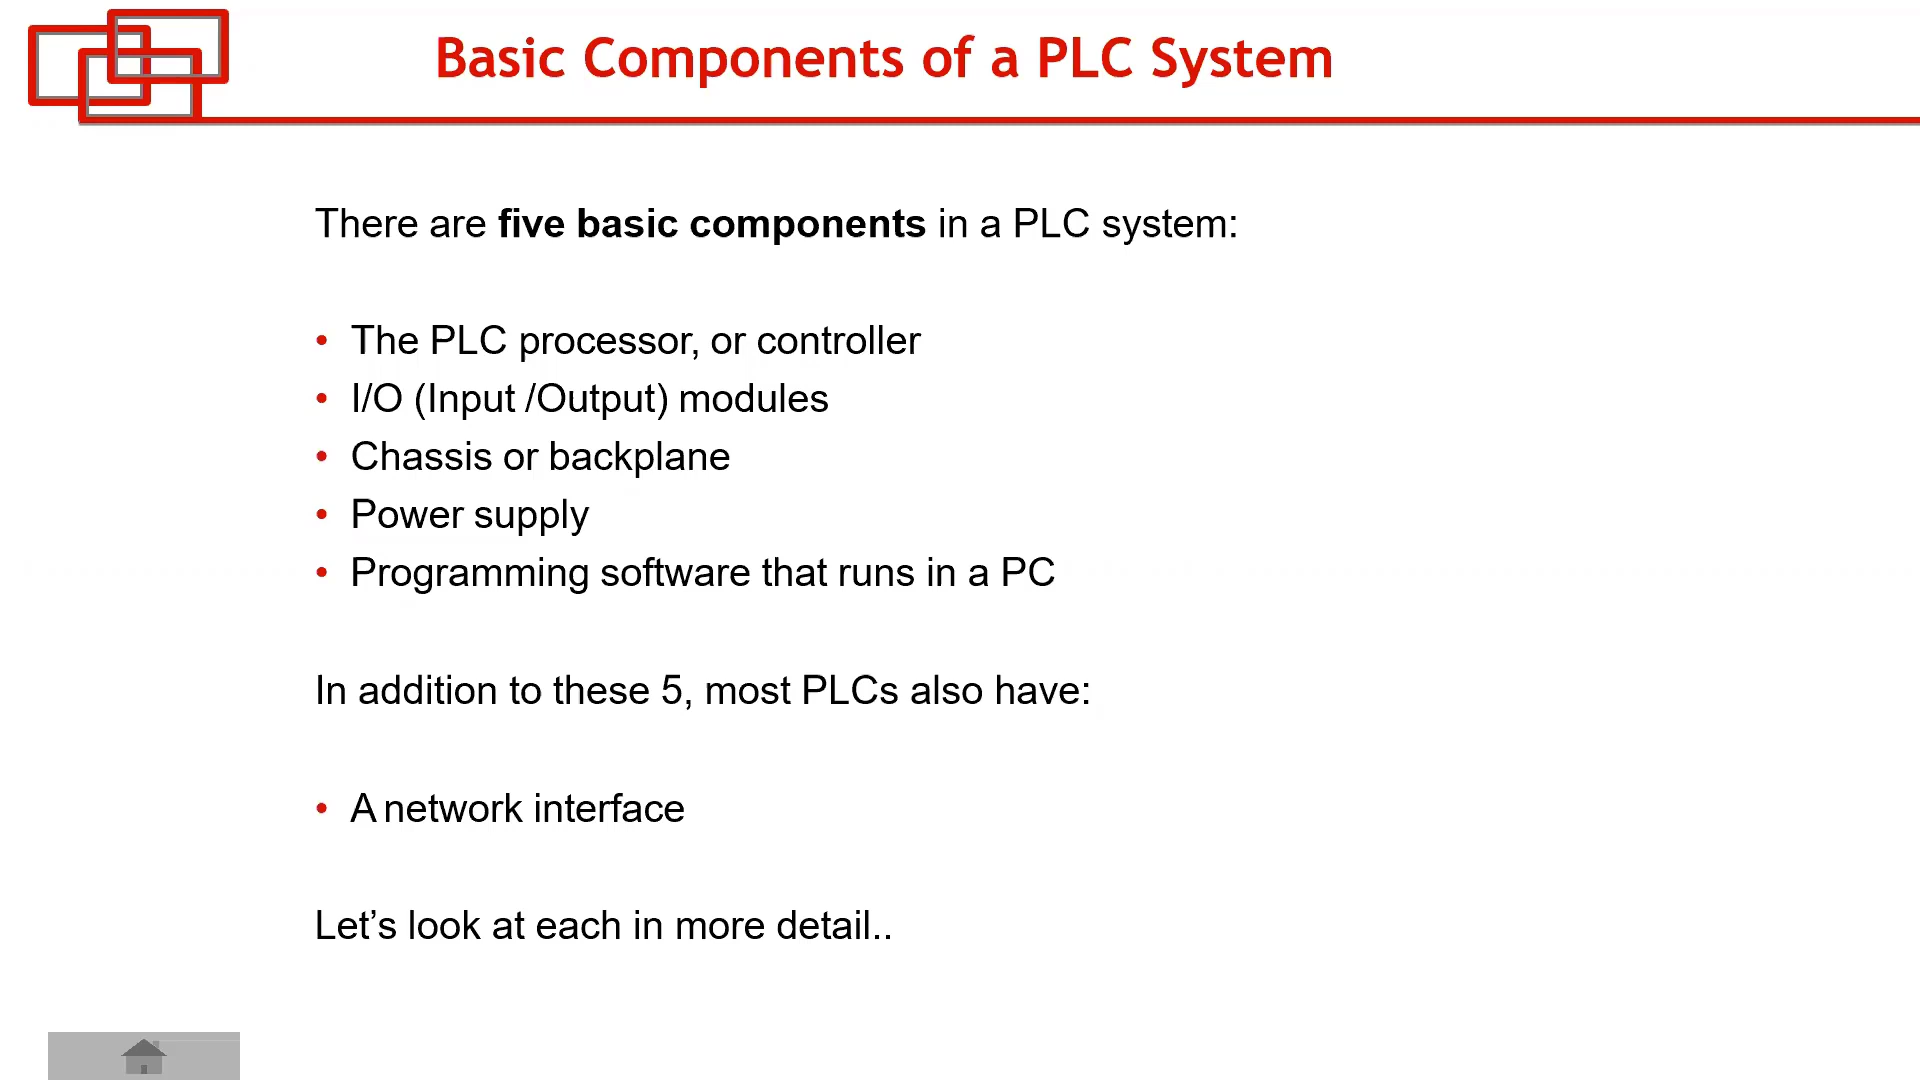 Basic Components of a PLC System
There are five basic components in a PLC system:
• The PLC processor, or controller
• I/O (Input /Output) modules
• Chassis or backplane
• Power supply
• Programming software that runs in a PC
In addition to these 5, most PLCs also have:
• A network interface
Let’s look at each in more detail..